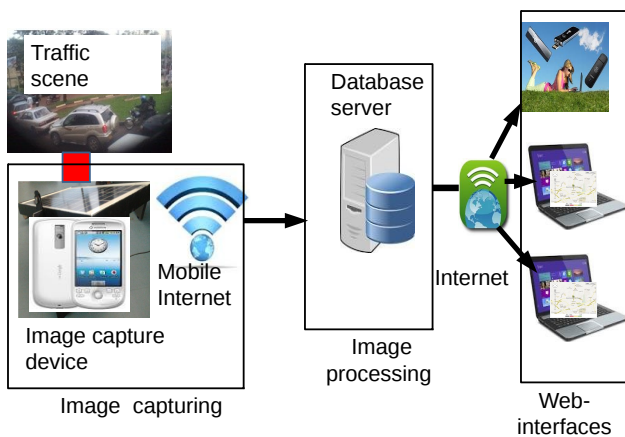 Traffic
scene
Mobile
Internet
Image capture
device
Image capturing
Database
server
Image
processing
Internet
Web-
interfaces